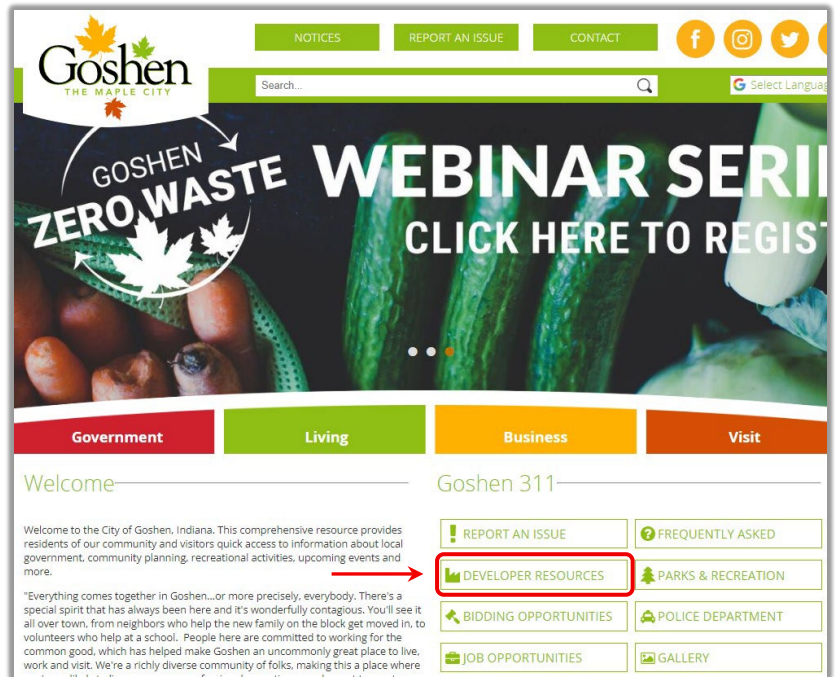 Goshen
THE MAPLE CITY
NOTICES
REPORT AN ISSUE
CONTACT
Search...
G Select Languag
GOSHEN
ZERO WASTE
WEBINAR SERI
CLICK HERE TO REGIS
Government
Living
Business
Visit
Welcome
Welcome to the City of Goshen, Indiana. This comprehensive resource provides
residents of our community and visitors quick access to information about local
government, community planning, recreational activities, upcoming events and
more.
"Everything comes together in Goshen...or more precisely, everybody. There's a
special spirit that has always been here and it's wonderfully contagious. You'll see it
all over town, from neighbors who help the new family on the block get moved in, to
volunteers who help at a school. People here are committed to working for the
common good, which has helped make Goshen an uncommonly great place to live,
work and visit. We're a richly diverse community of folks, making this a place where
Goshen 311
REPORT AN ISSUE
FREQUENTLY ASKED
DEVELOPER RESOURCES
PARKS & RECREATION
BIDDING OPPORTUNITIES
POLICE DEPARTMENT
JOB OPPORTUNITIES
GALLERY